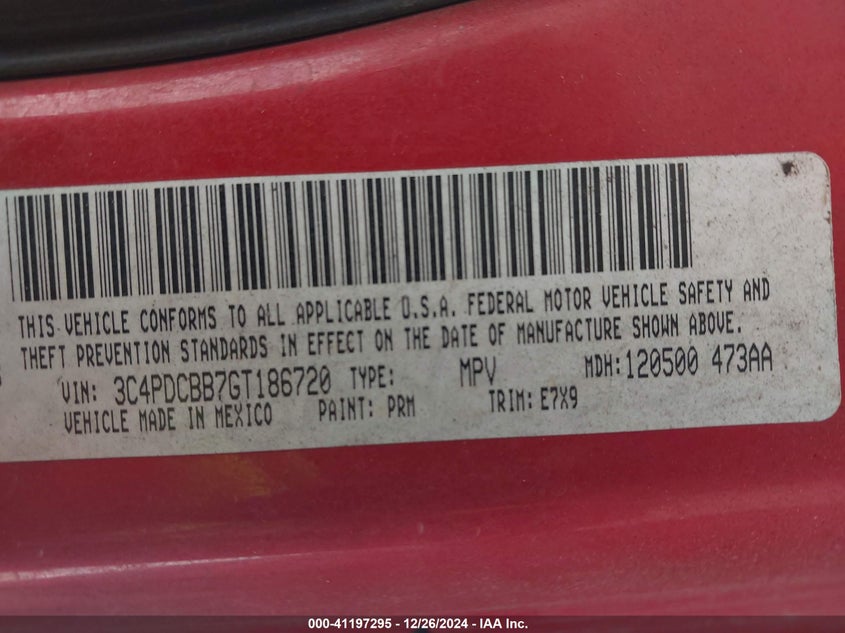 THIS VEHICLE CONFORMS TO ALL APPLICABLE U.S.A. FEDERAL MOTOR VEHICLE SAFETY AND
THEFT PREVENTION STANDARDS IN EFFECT ON THE DATE OF MANUFACTURE SHOWN ABOVE.
VIN: 3C4PDCBB7GT186720 TYPE: MPV MDH: 120500 473AA
VEHICLE MADE IN MEXICO PAINT: PRM TRIM: E7X9
000-41197295 - 12/26/2024 - IAA Inc.